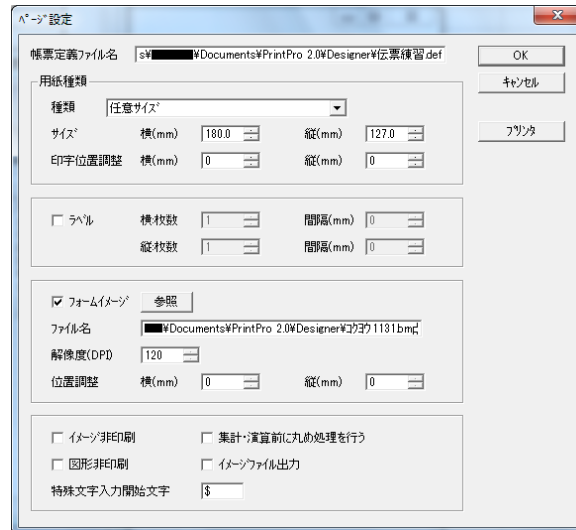 ページ設定
帳票定義ファイル名 s¥ ¥Documents¥PrintPro 2.0¥Designer¥伝票練習.def
OK
キャンセル
プリンタ
用紙種類
種類 任意サイズ
サイズ 横(mm) 180.0 縦(mm) 127.0
印字位置調整 横(mm) 0 縦(mm) 0
ラベル 横枚数 1 間隔(mm) 0
縦枚数 1 間隔(mm) 0
フォームイメージ 参照
ファイル名 ¥Documents¥PrintPro 2.0¥Designer¥コクヨウ1131.bmp
解像度(DPI) 120
位置調整 横(mm) 0 縦(mm) 0
イメージ非印刷 集計・演算前に丸め処理を行う
図形非印刷 イメージファイル出力
特殊文字入力開始文字 $